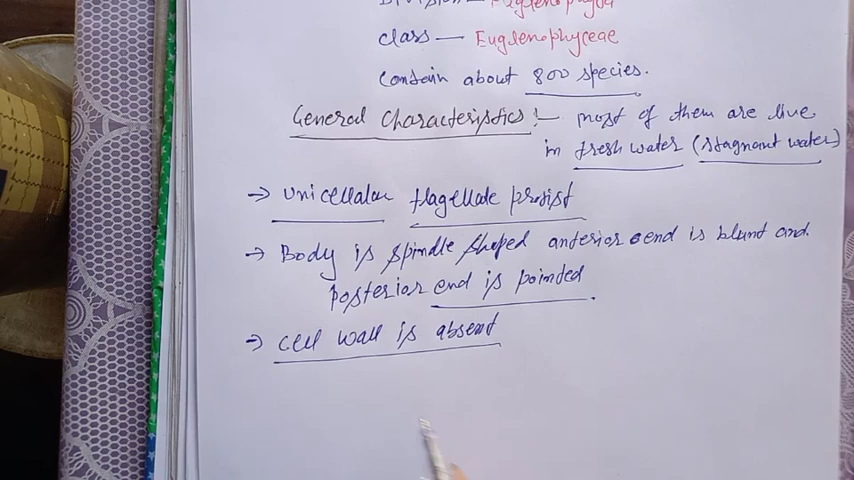 Division — Euglenophyta
class — Euglenophyceae
Contain about 800 species.
General characteristics :— most of them are live
in fresh water (stagnant water)
→ unicellular flagellate protist
→ Body is spindle shaped anterior end is blunt and
posterior end is pointed.
→ cell wall is absent